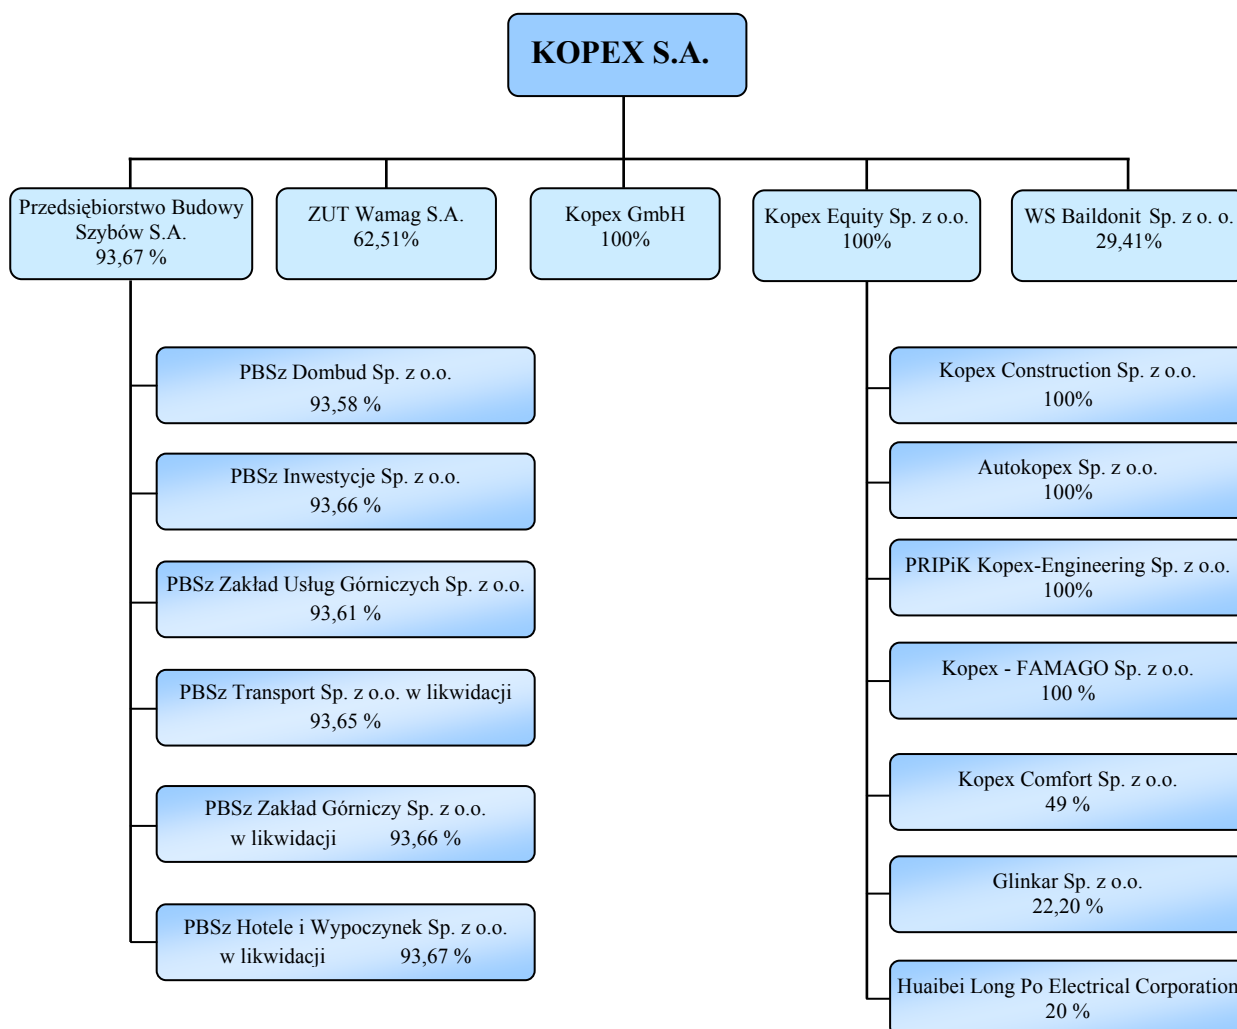 KOPEX S.A.
Przedsiębiorstwo Budowy
Szybów S.A.
93,67 %
ZUT Wamag S.A.
62,51%
Kopex GmbH
100%
Kopex Equity Sp. z o.o.
100%
WS Baildonit Sp. z o. o.
29,41%
PBSz Dombud Sp. z o.o.
93,58 %
PBSz Inwestycje Sp. z o.o.
93,66 %
PBSz Zakład Usług Górniczych Sp. z o.o.
93,61 %
PBSz Transport Sp. z o.o. w likwidacji
93,65 %
PBSz Zakład Górniczy Sp. z o.o.
w likwidacji 93,66 %
PBSz Hotele i Wypoczynek Sp. z o.o.
w likwidacji 93,67 %
Kopex Construction Sp. z o.o.
100%
Autokopex Sp. z o.o.
100%
PRIPiK Kopex-Engineering Sp. z o.o.
100%
Kopex - FAMAGO Sp. z o.o.
100 %
Kopex Comfort Sp. z o.o.
49 %
Glinkar Sp. z o.o.
22,20 %
Huaibei Long Po Electrical Corporation
20 %